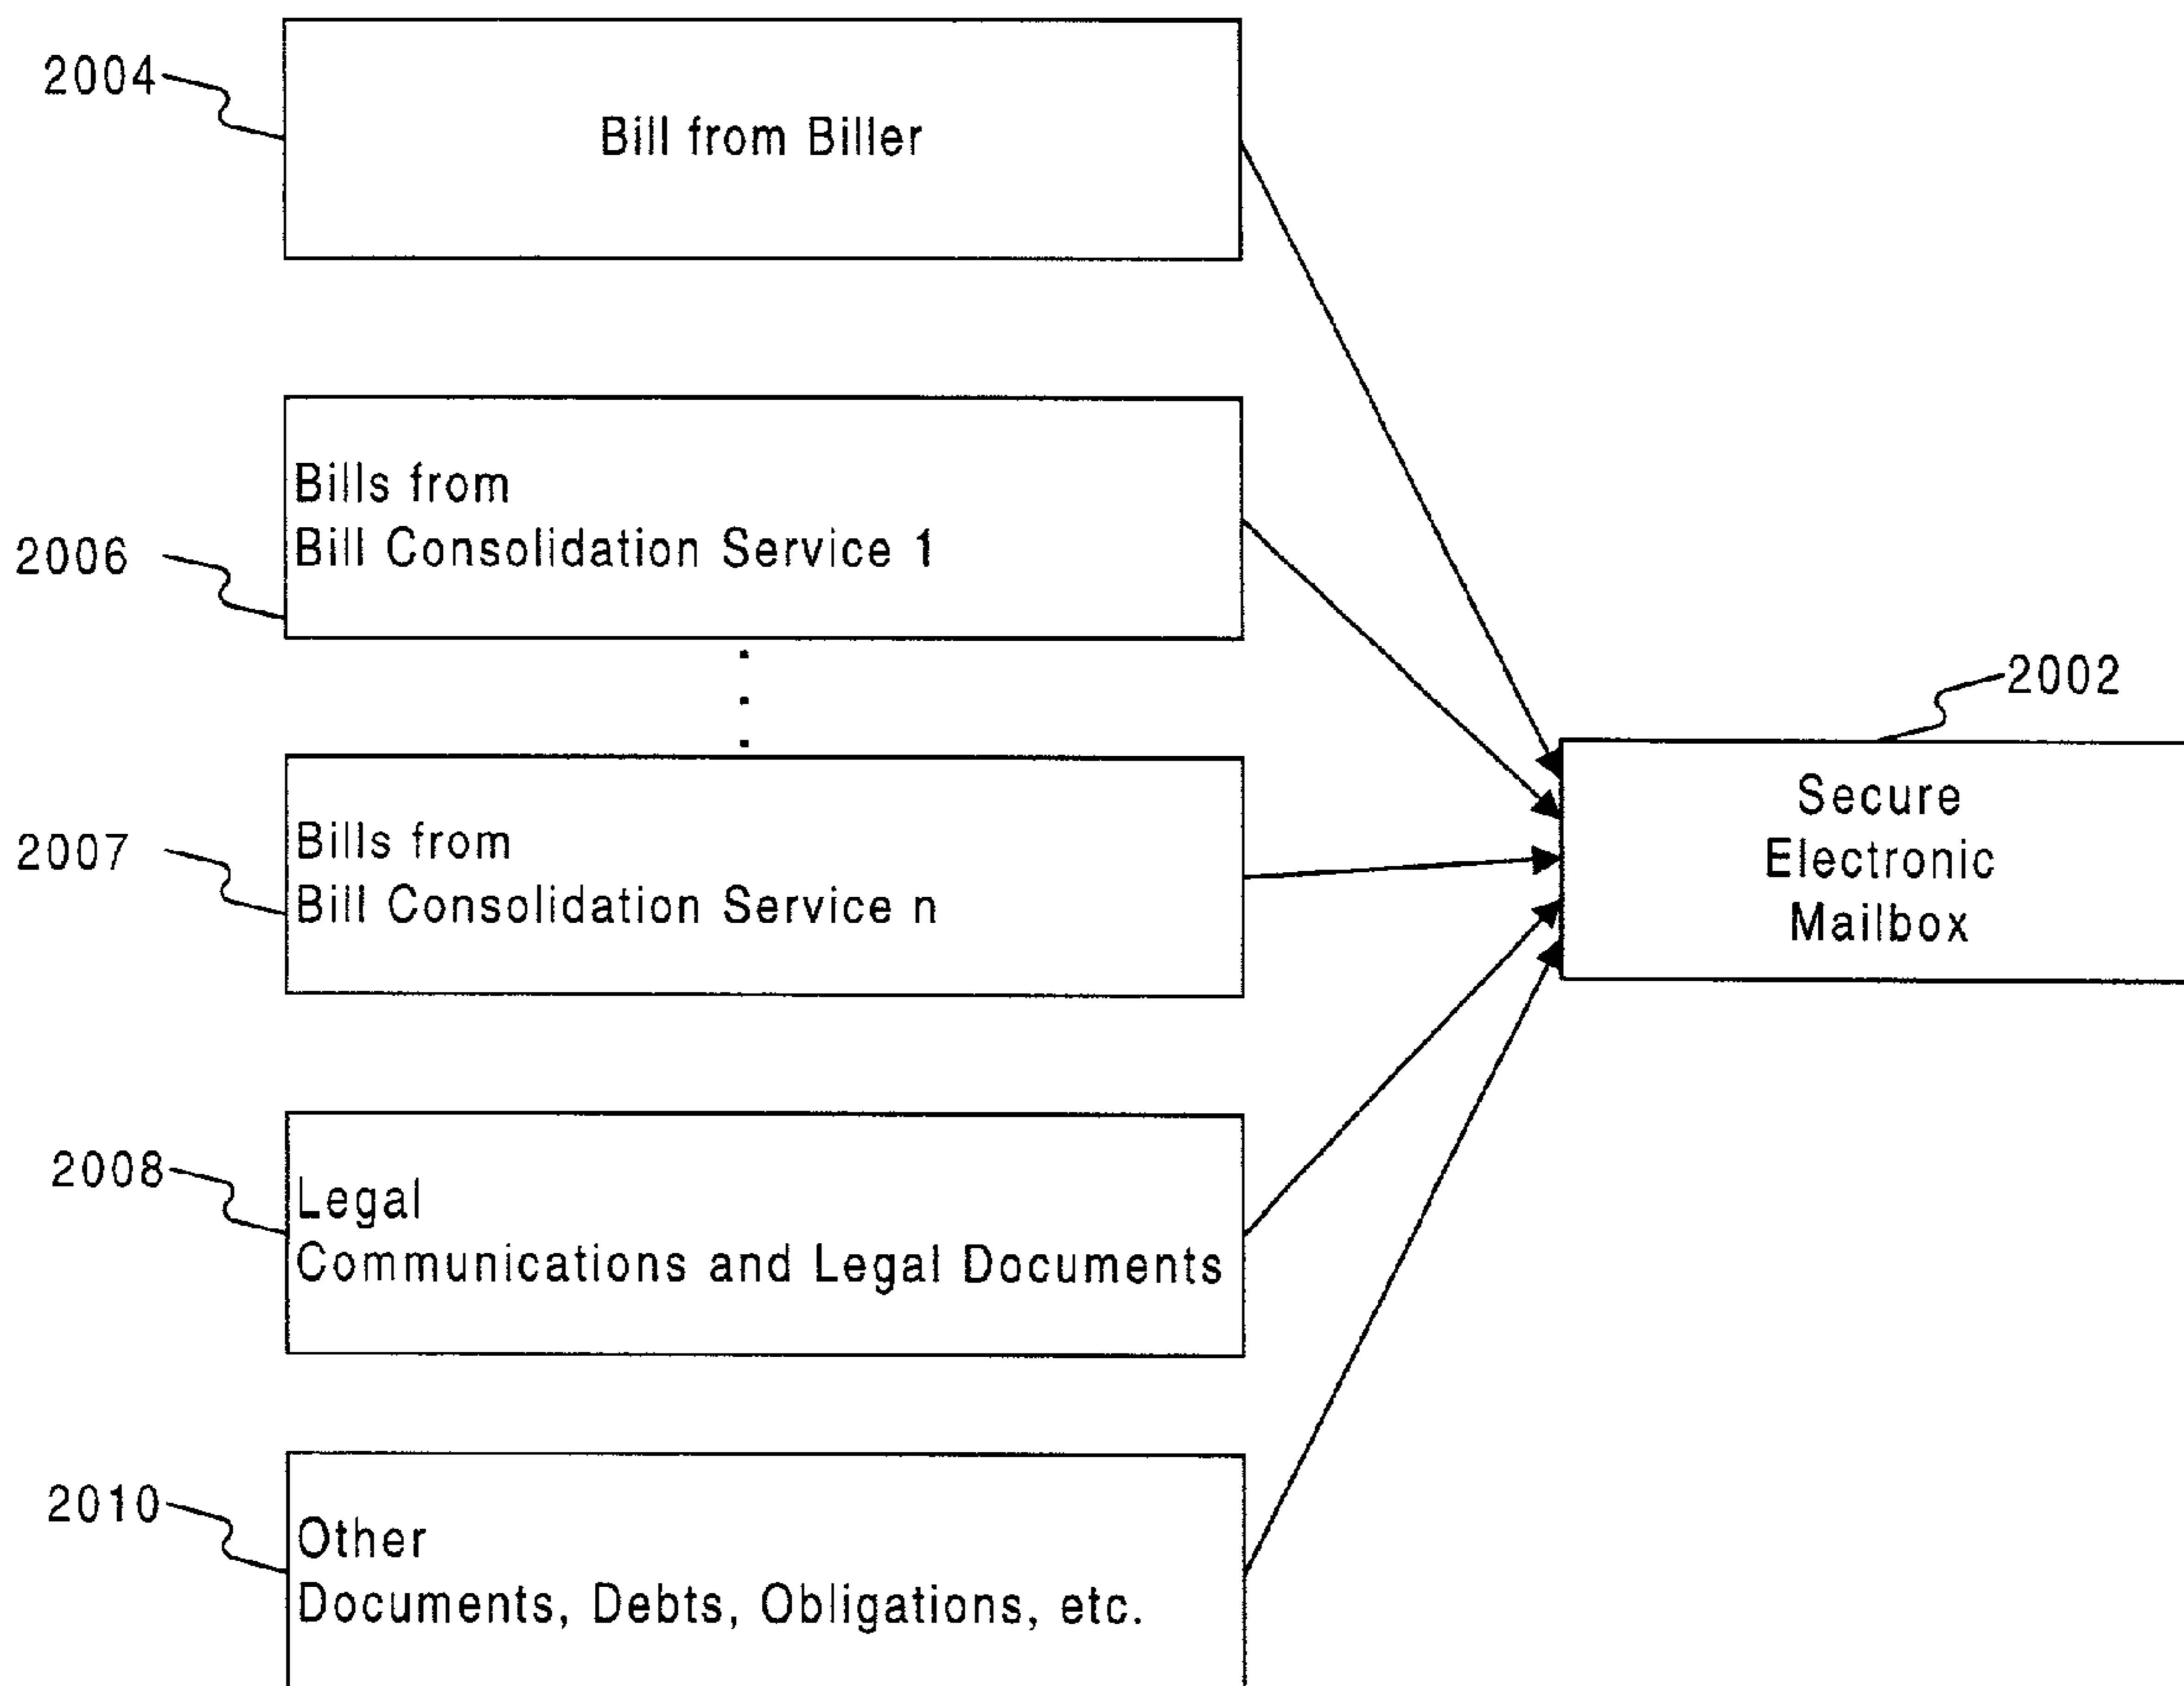 2004
Bill from Biller
Bills from
Bill Consolidation Service 1
2006
2002
Secure
Electronic
Mailbox
Bills from
2007
Bill Consolidation Service n
2008
Legal
Communications and Legal Documents
2010
Other
Documents, Debts, Obligations, etc.